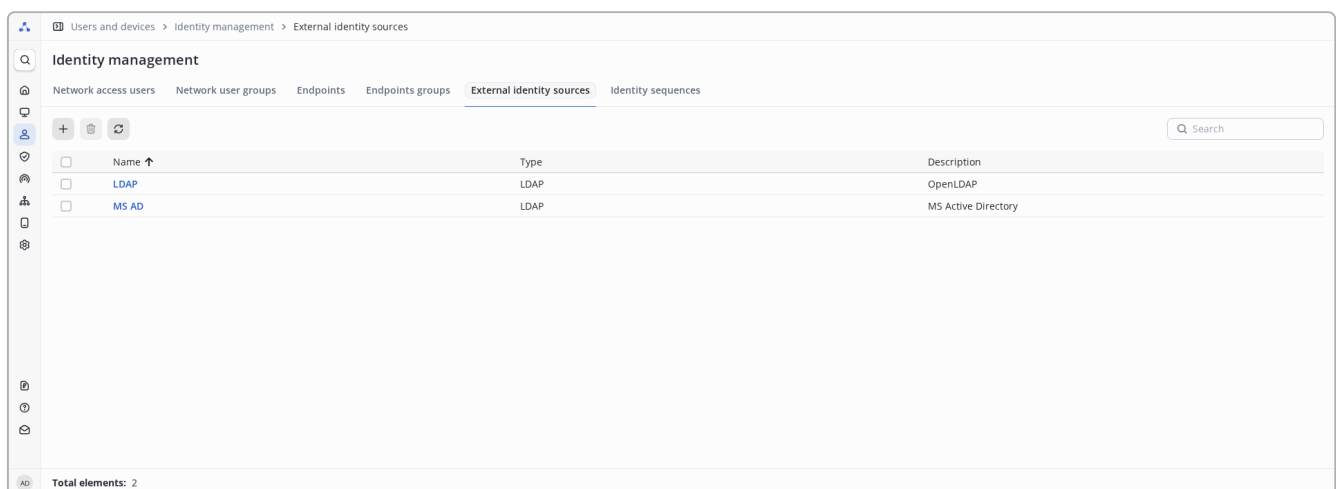 Users and devices > Identity management > External identity sources
Identity management
Network access users Network user groups Endpoints Endpoints groups External identity sources Identity sequences
Search
Name Type Description
LDAP LDAP OpenLDAP
MS AD LDAP MS Active Directory
AD Total elements: 2